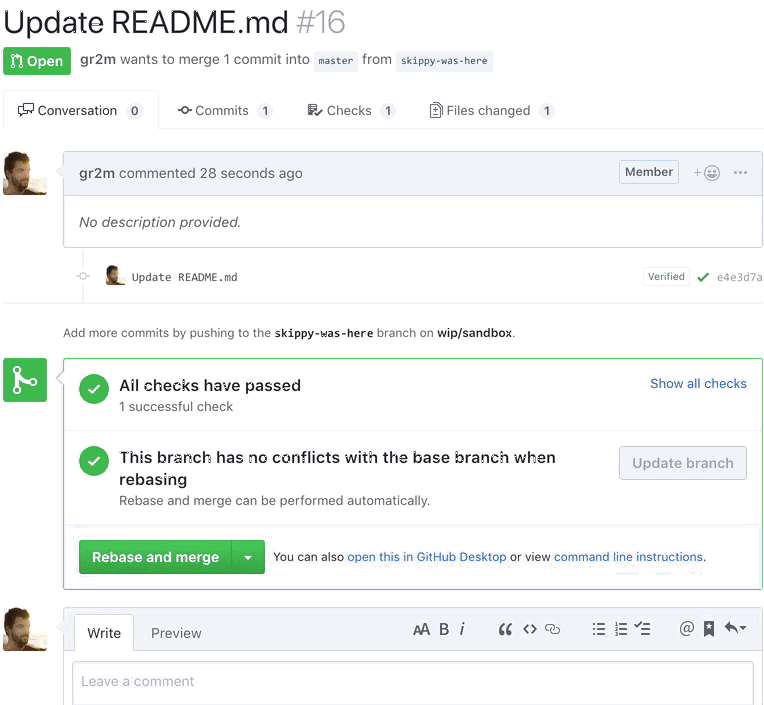 Update README.md #16
Open gr2m wants to merge 1 commit into master from skippy-was-here
Conversation 0 Commits 1 Checks 1 Files changed 1
gr2m commented 28 seconds ago Member
No description provided.
Update README.md Verified e4e3d7a
Add more commits by pushing to the skippy-was-here branch on wip/sandbox.
All checks have passed Show all checks
1 successful check
This branch has no conflicts with the base branch when
rebasing
Update branch
Rebase and merge can be performed automatically.
Rebase and merge You can also open this in GitHub Desktop or view command line instructions.
Write Preview AA B i
Leave a comment